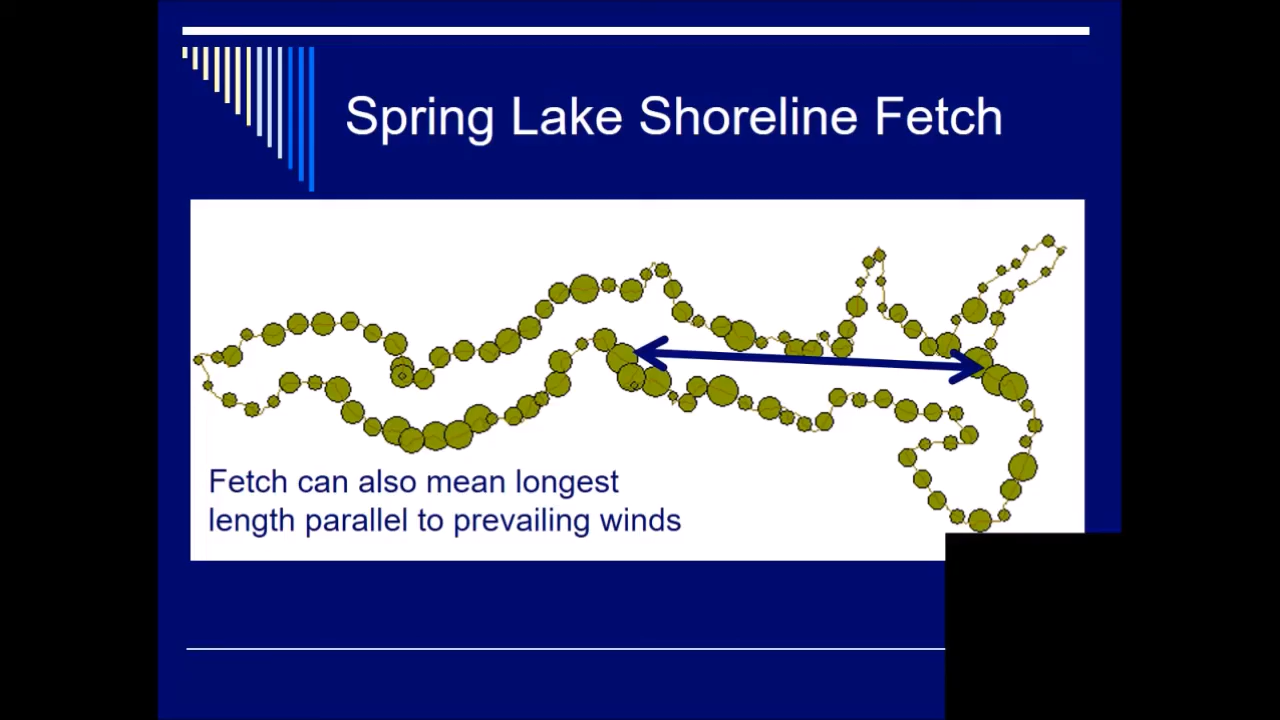 Spring Lake Shoreline Fetch
Fetch can also mean longest
length parallel to prevailing winds